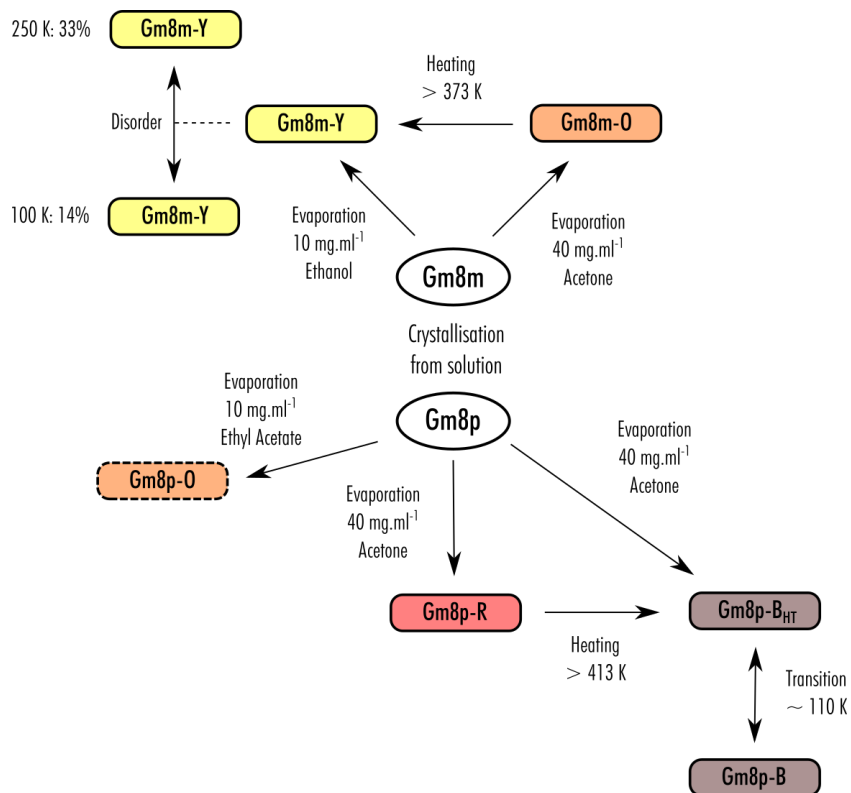 250 K: 33%
Gm8m-Y
Disorder
100 K: 14%
Gm8m-Y
Gm8m-Y
Heating
> 373 K
Gm8m-O
Evaporation
10 mg.ml⁻¹
Ethanol
Evaporation
40 mg.ml⁻¹
Acetone
Gm8m
Crystallisation
from solution
Gm8p
Evaporation
10 mg.ml⁻¹
Ethyl Acetate
Gm8p-O
Evaporation
40 mg.ml⁻¹
Acetone
Evaporation
40 mg.ml⁻¹
Acetone
Gm8p-R
Heating
> 413 K
Gm8p-B_HT
Transition
~ 110 K
Gm8p-B